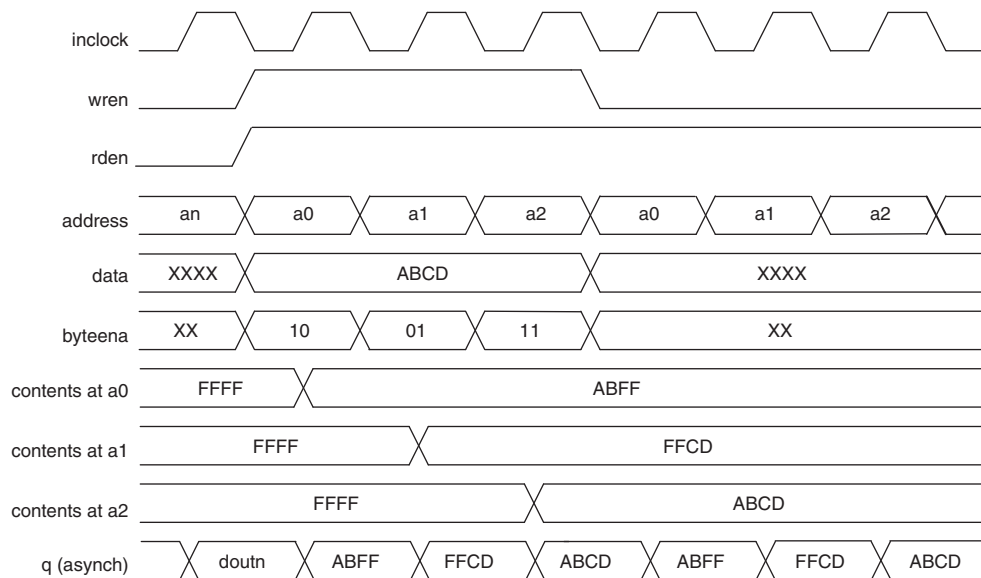 inclock
wren
rden
address an a0 a1 a2 a0 a1 a2
data XXXX ABCD XXXX
byteena XX 10 01 11 XX
contents at a0 FFFF ABFF
contents at a1 FFFF FFCD
contents at a2 FFFF ABCD
q (asynch) doutn ABFF FFCD ABCD ABFF FFCD ABCD